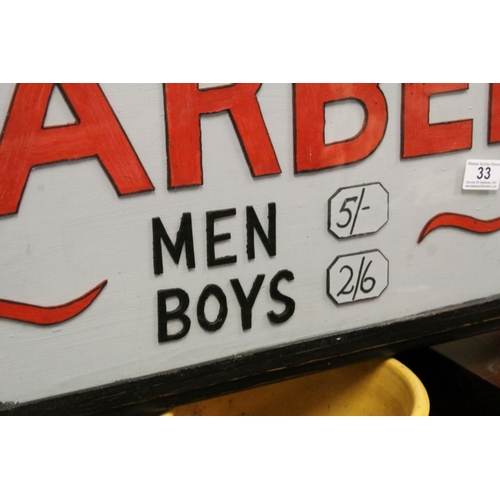 ARBE
MEN 5/-
BOYS 2/6
33